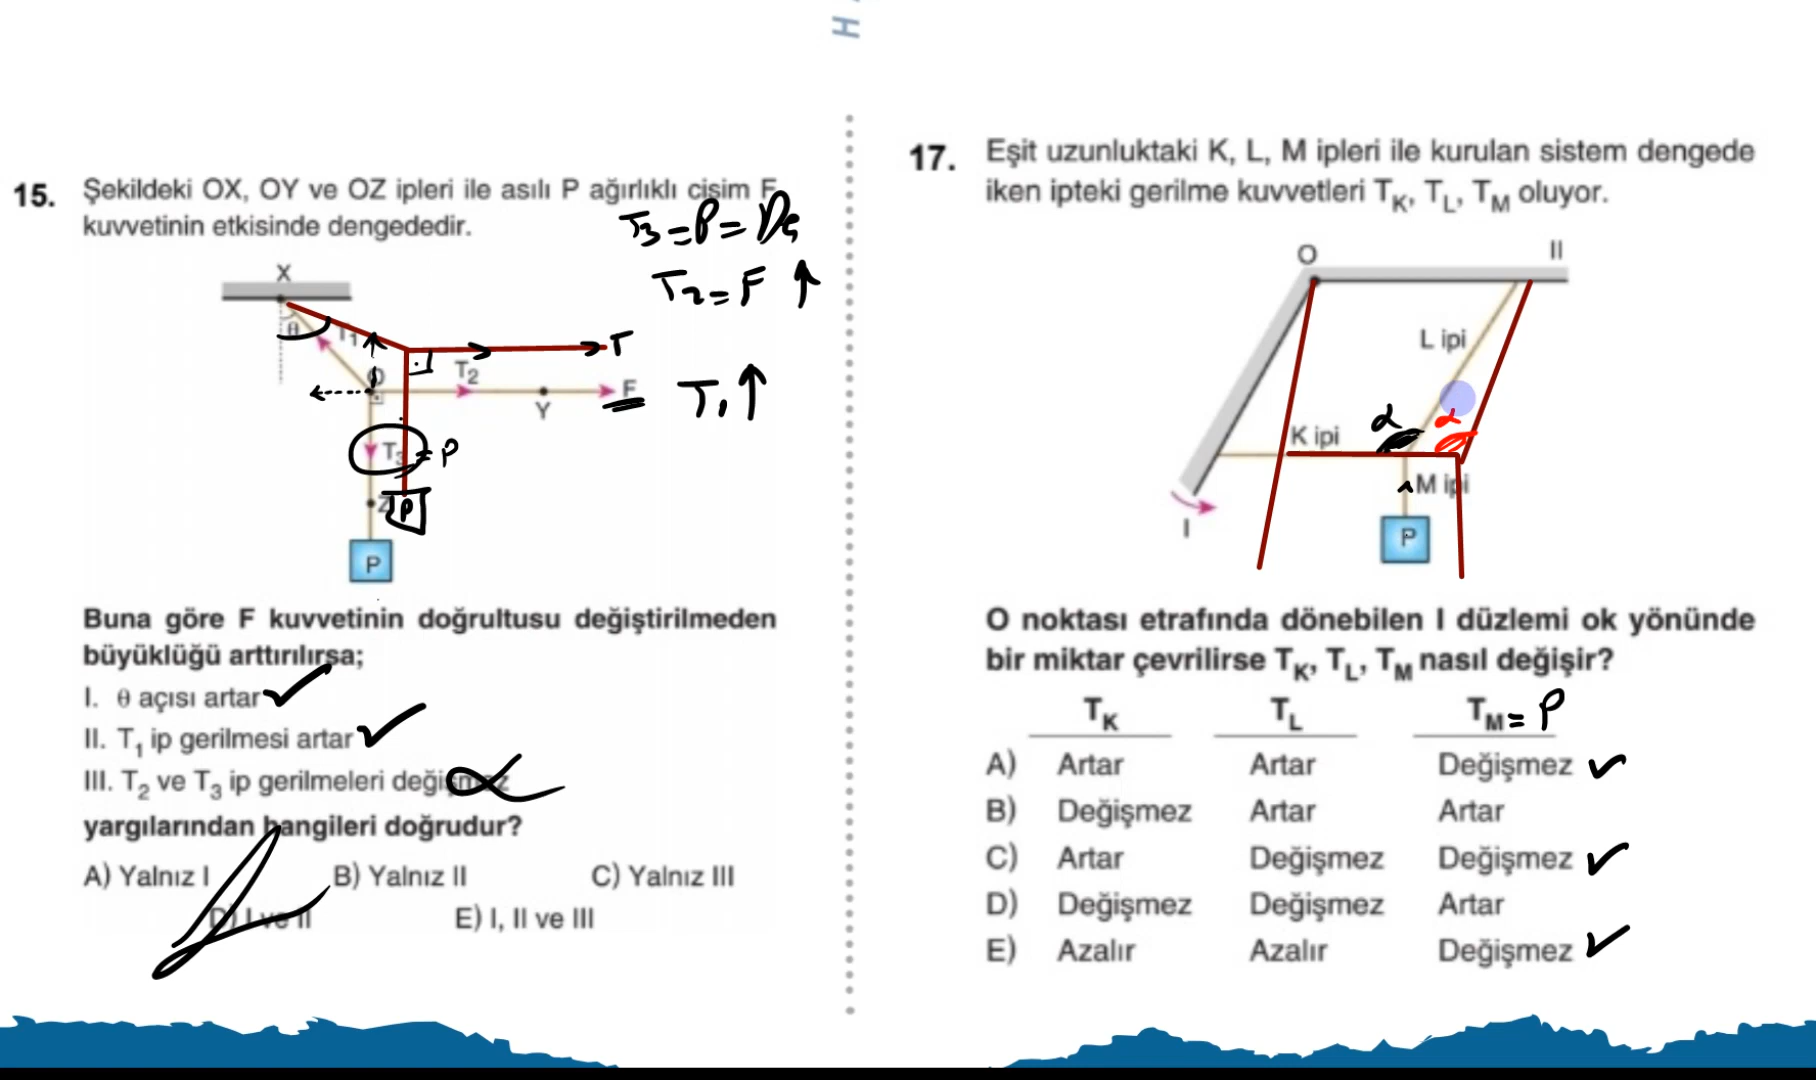 H
15. Şekildeki OX, OY ve OZ ipleri ile asılı P ağırlıklı cisim F
kuvvetinin etkisinde dengededir.
T3 = P = Dğ
T2 = F ↑
T1 ↑
X
θ
T1
O
T2
T
F
Y
T3 = P
Z
P
P
Buna göre F kuvvetinin doğrultusu değiştirilmeden
büyüklüğü arttırılırsa;
I. θ açısı artar ✓
II. T1 ip gerilmesi artar ✓
III. T2 ve T3 ip gerilmeleri değişmez
yargılarından hangileri doğrudur?
A) Yalnız I B) Yalnız II C) Yalnız III
D) I ve II E) I, II ve III
17. Eşit uzunluktaki K, L, M ipleri ile kurulan sistem dengede
iken ipteki gerilme kuvvetleri TK, TL, TM oluyor.
O
II
L ipi
α
α
K ipi
M ipi
I
P
O noktası etrafında dönebilen I düzlemi ok yönünde
bir miktar çevrilirse TK, TL, TM nasıl değişir?
TK TL TM = P
A) Artar Artar Değişmez ✓
B) Değişmez Artar Artar
C) Artar Değişmez Değişmez ✓
D) Değişmez Değişmez Artar
E) Azalır Azalır Değişmez ✓